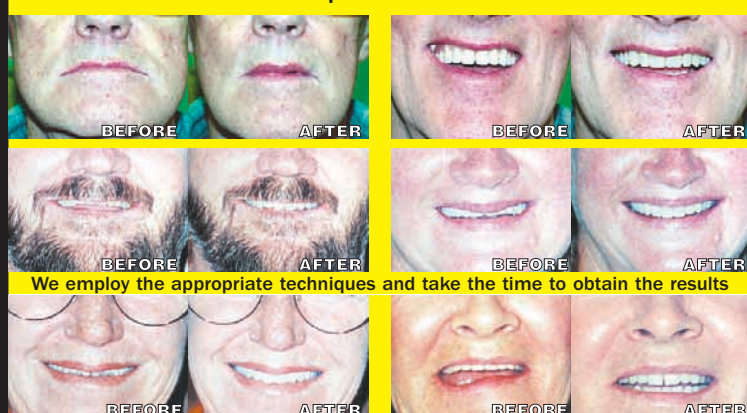 BEFORE AFTER BEFORE AFTER
BEFORE AFTER BEFORE AFTER
We employ the appropriate techniques and take the time to obtain the results
BEFORE AFTER BEFORE AFTER